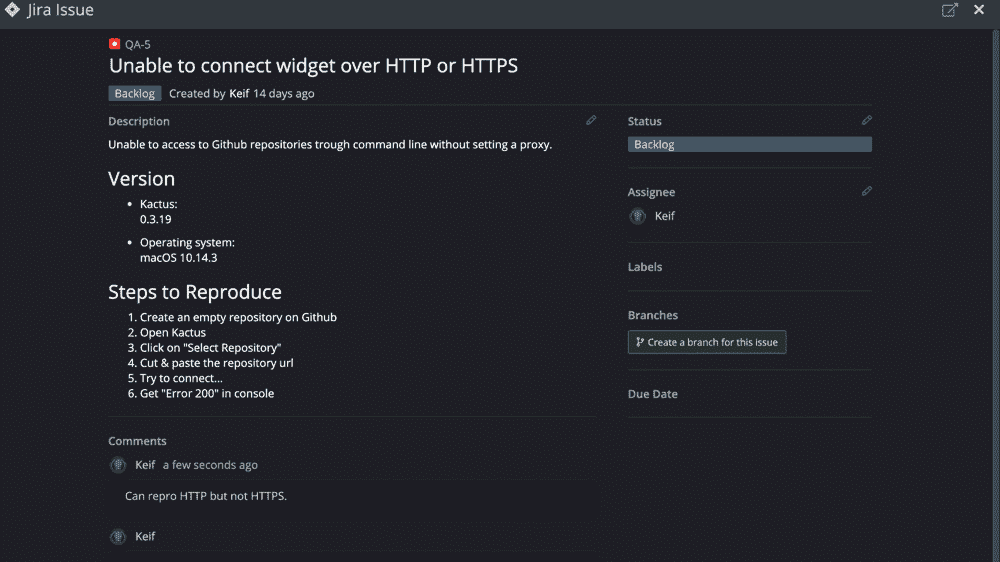 Jira Issue
QA-5
Unable to connect widget over HTTP or HTTPS
Backlog Created by Keif 14 days ago
Description
Unable to access to Github repositories trough command line without setting a proxy.
Version
• Kactus:
0.3.19
• Operating system:
macOS 10.14.3
Steps to Reproduce
1. Create an empty repository on Github
2. Open Kactus
3. Click on "Select Repository"
4. Cut & paste the repository url
5. Try to connect...
6. Get "Error 200" in console
Comments
Keif a few seconds ago
Can repro HTTP but not HTTPS.
Keif
Status
Backlog
Assignee
Keif
Labels
Branches
Create a branch for this issue
Due Date